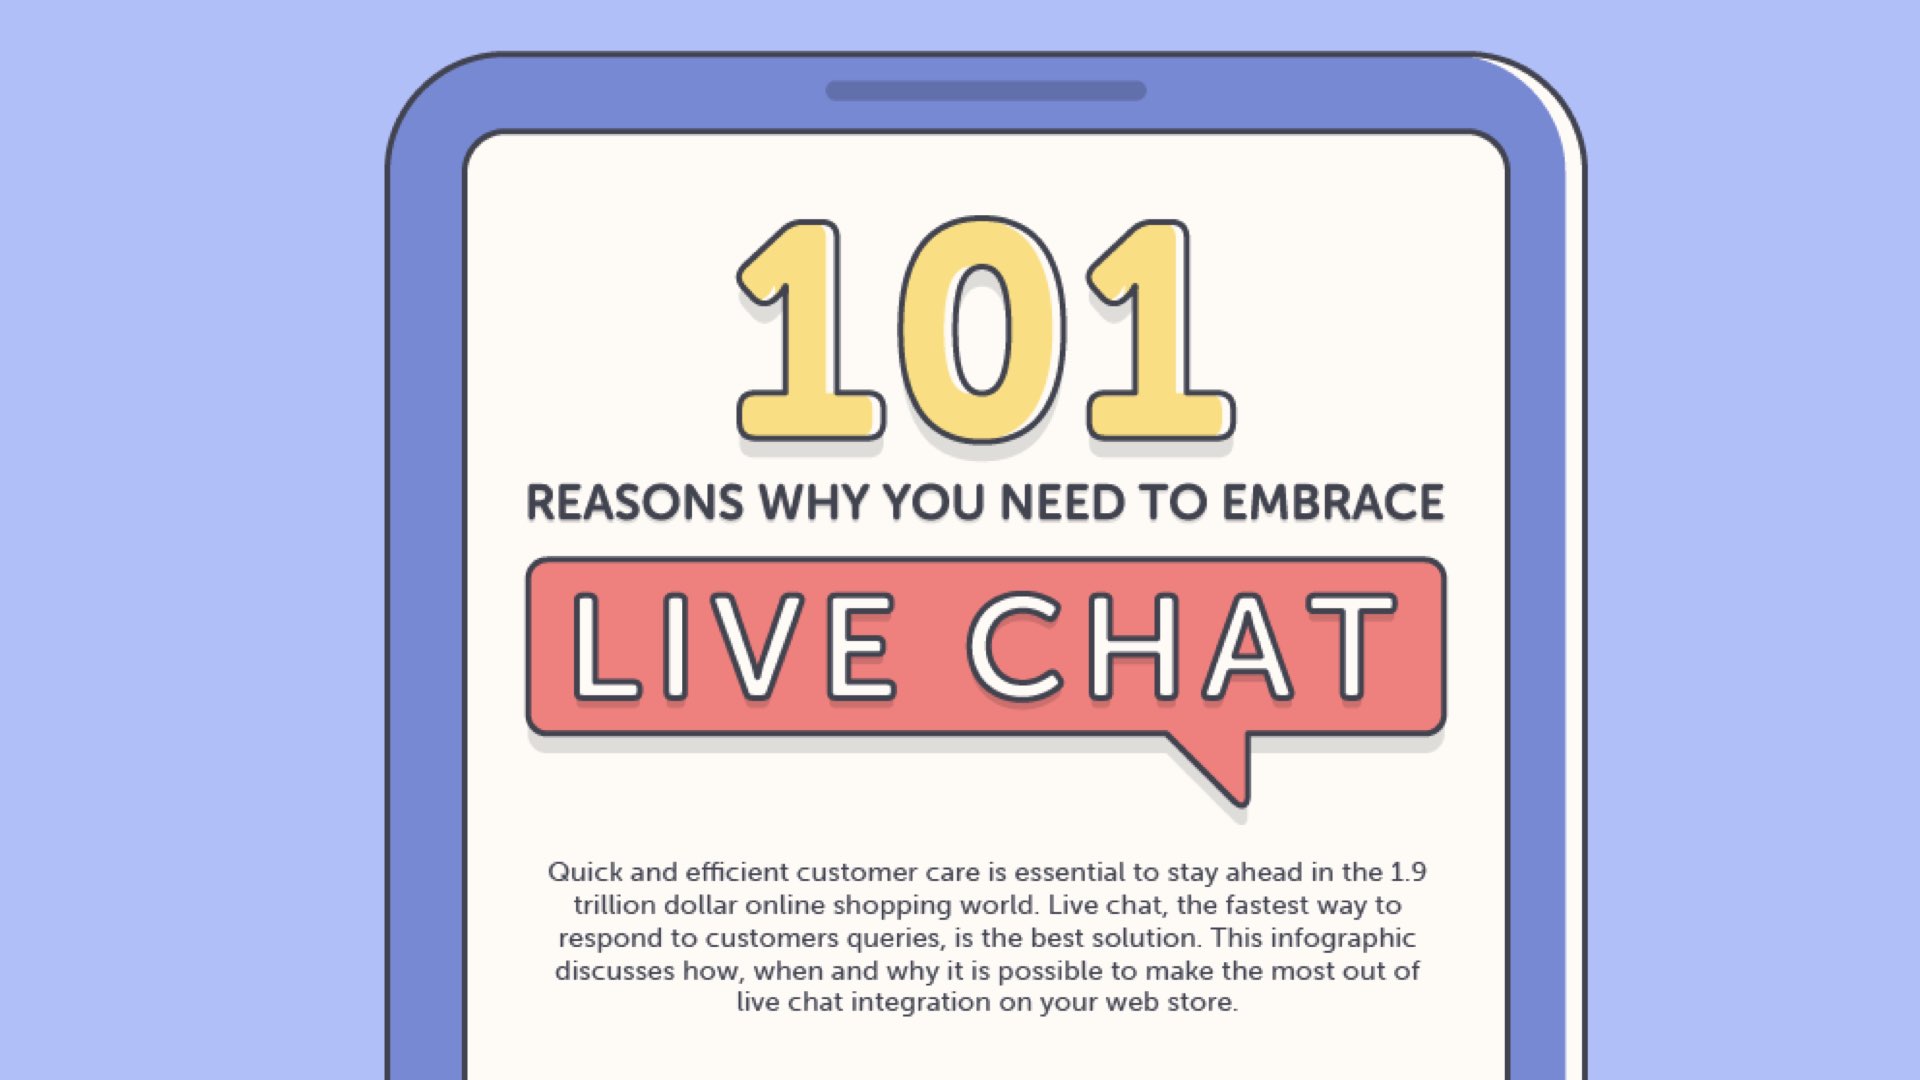 101
REASONS WHY YOU NEED TO EMBRACE
LIVE CHAT
Quick and efficient customer care is essential to stay ahead in the 1.9
trillion dollar online shopping world. Live chat, the fastest way to
respond to customers queries, is the best solution. This infographic
discusses how, when and why it is possible to make the most out of
live chat integration on your web store.